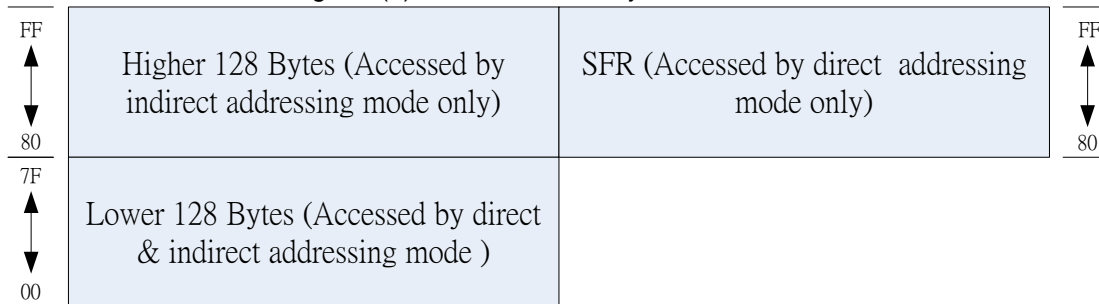 FF
80
Higher 128 Bytes (Accessed by
indirect addressing mode only)
SFR (Accessed by direct addressing
mode only)
FF
80
7F
00
Lower 128 Bytes (Accessed by direct
& indirect addressing mode )